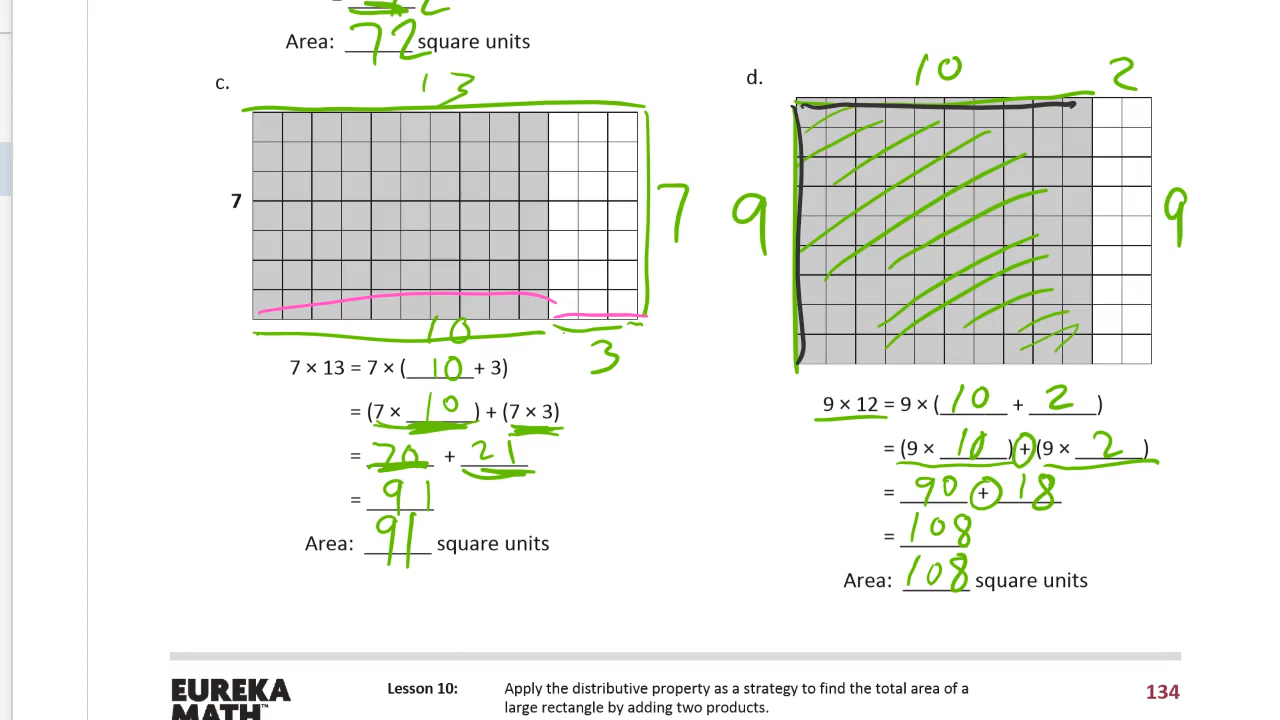 Area: 72 square units
c.
13
7
7
10
3
7 × 13 = 7 × ( 10 + 3)
= (7 × 10 ) + (7 × 3)
= 70 + 21
= 91
Area: 91 square units
d.
10 2
9
9
9 × 12 = 9 × ( 10 + 2 )
= (9 × 10 ) + (9 × 2 )
= 90 + 18
= 108
Area: 108 square units
EUREKA
MATH™
Lesson 10: Apply the distributive property as a strategy to find the total area of a
large rectangle by adding two products.
134